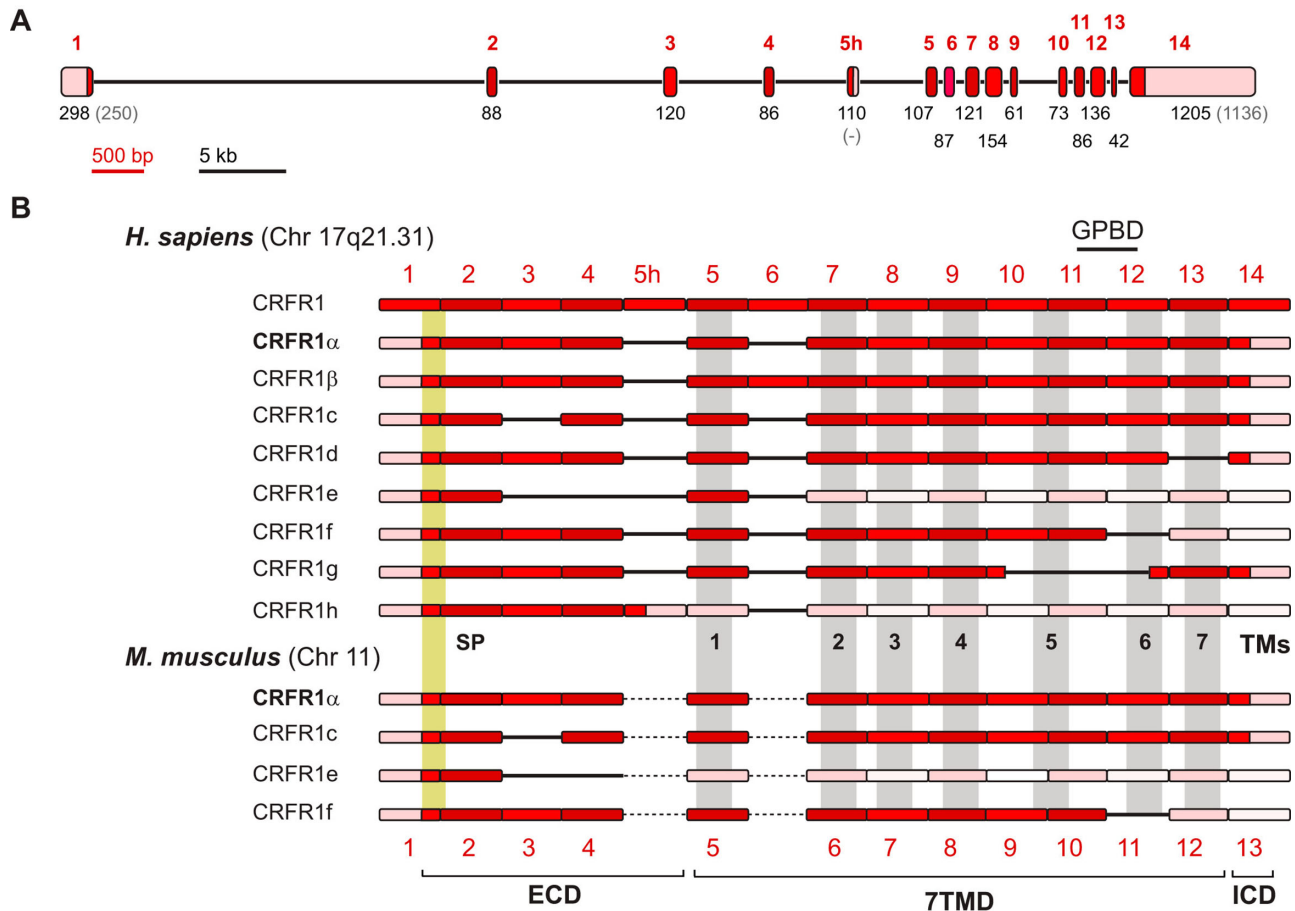 A
11 13
1 2 3 4 5h 5 6 7 8 9 10 12 14
298 (250) 88 120 86 110 107 121 61 73 136 1205 (1136)
(-) 87 154 86 42
500 bp 5 kb
B
H. sapiens (Chr 17q21.31) GPBD
1 2 3 4 5h 5 6 7 8 9 10 11 12 13 14
CRFR1
CRFR1α
CRFR1β
CRFR1c
CRFR1d
CRFR1e
CRFR1f
CRFR1g
CRFR1h
SP 1 2 3 4 5 6 7 TMs
M. musculus (Chr 11)
CRFR1α
CRFR1c
CRFR1e
CRFR1f
1 2 3 4 5 6 7 8 9 10 11 12 13
ECD 7TMD ICD